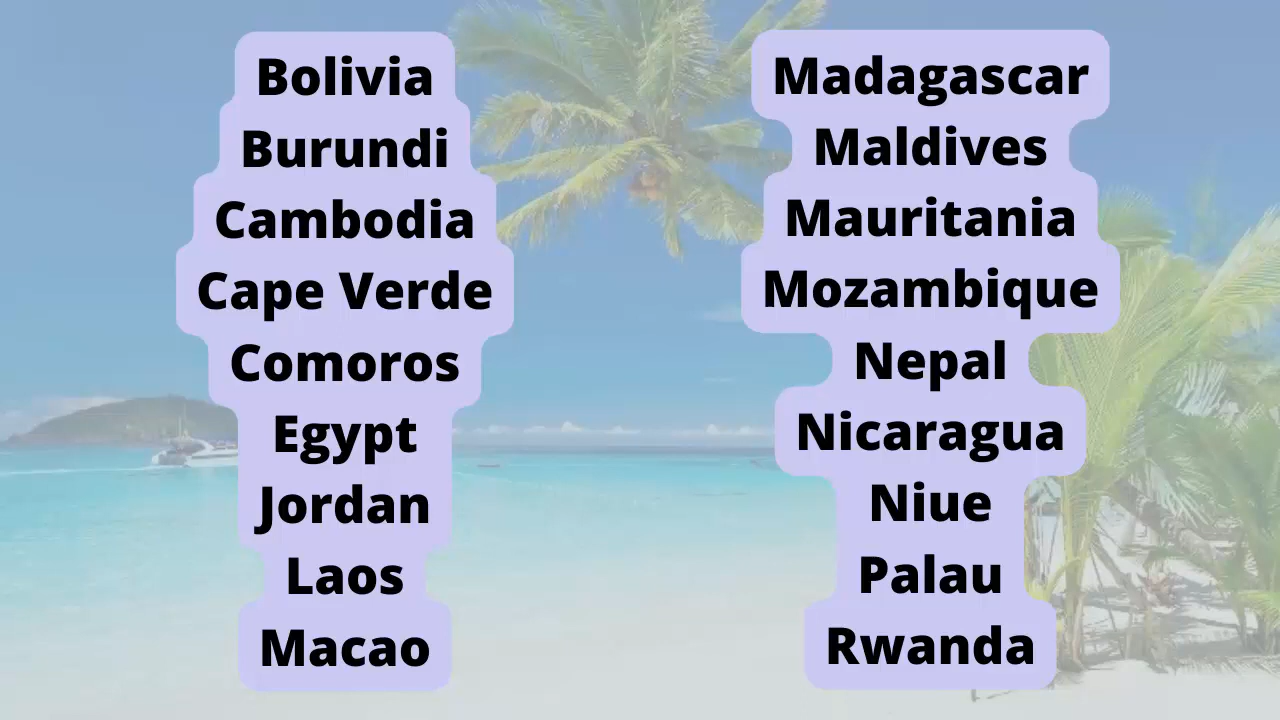 Bolivia
Burundi
Cambodia
Cape Verde
Comoros
Egypt
Jordan
Laos
Macao
Madagascar
Maldives
Mauritania
Mozambique
Nepal
Nicaragua
Niue
Palau
Rwanda